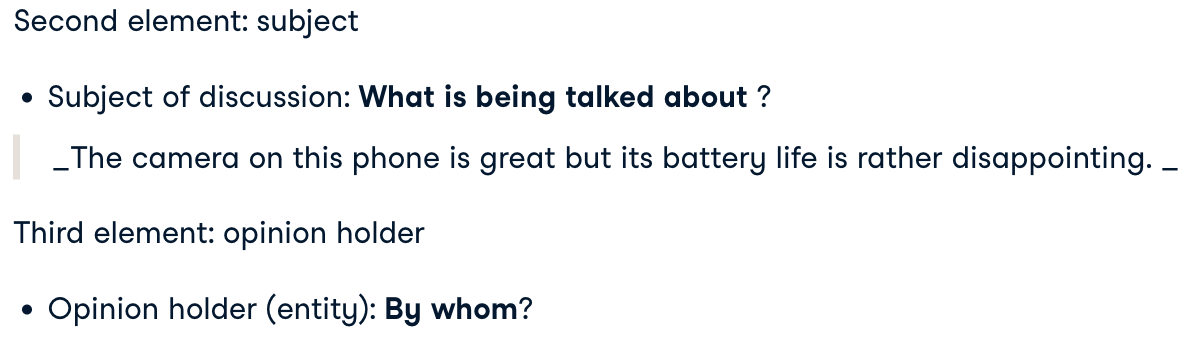 Second element: subject
• Subject of discussion: What is being talked about ?
_The camera on this phone is great but its battery life is rather disappointing. _
Third element: opinion holder
• Opinion holder (entity): By whom?